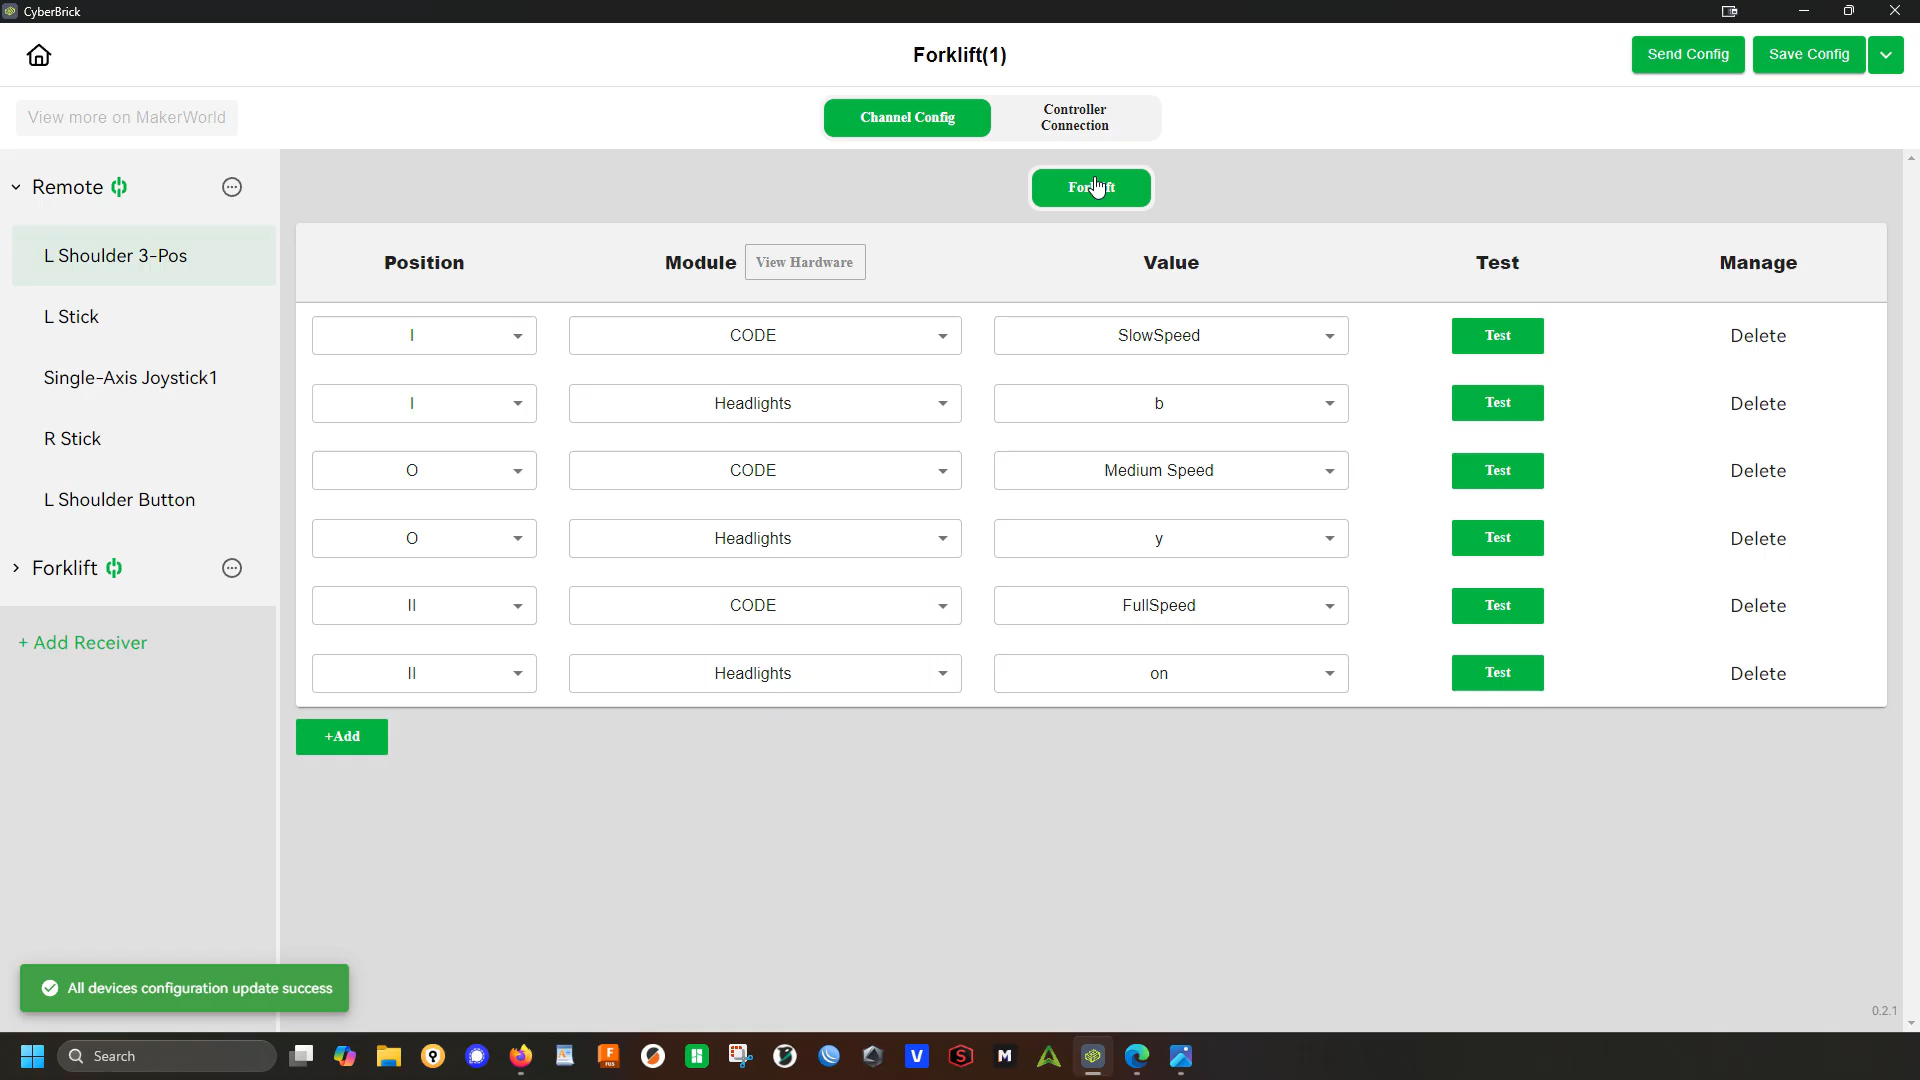 CyberBrick
Forklift(1)
Send Config
Save Config
View more on MakerWorld
Channel Config
Controller
Connection
Remote
L Shoulder 3-Pos
L Stick
Single-Axis Joystick1
R Stick
L Shoulder Button
Forklift
+ Add Receiver
Position Module View Hardware Value Test Manage
I CODE SlowSpeed Test Delete
I Headlights b Test Delete
O CODE Medium Speed Test Delete
O Headlights y Test Delete
II CODE FullSpeed Test Delete
II Headlights on Test Delete
+Add
All devices configuration update success
0.2.1
Search